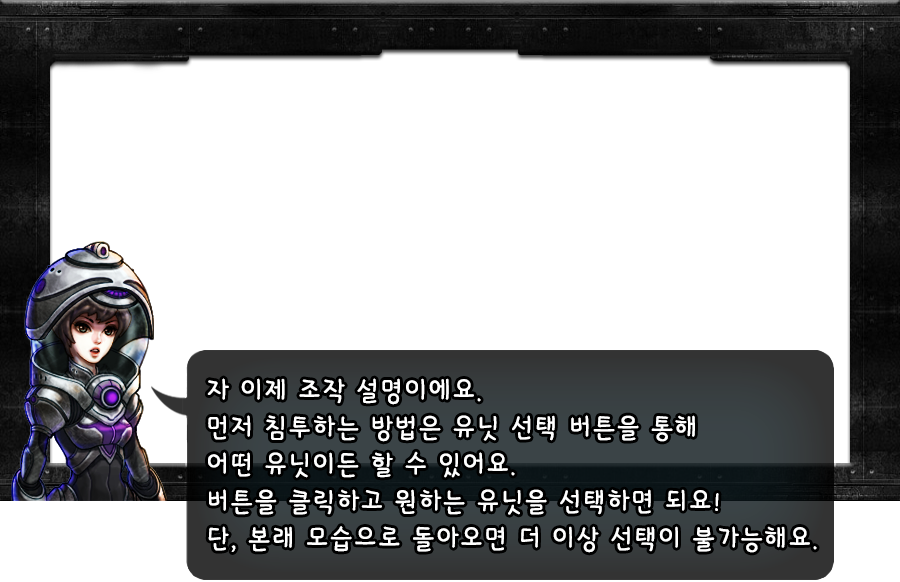 자 이제 조작 설명이에요.
먼저 침투하는 방법은 유닛 선택 버튼을 통해
어떤 유닛이든 할 수 있어요.
버튼을 클릭하고 원하는 유닛을 선택하면 되요!
단, 본래 모습으로 돌아오면 더 이상 선택이 불가능해요.